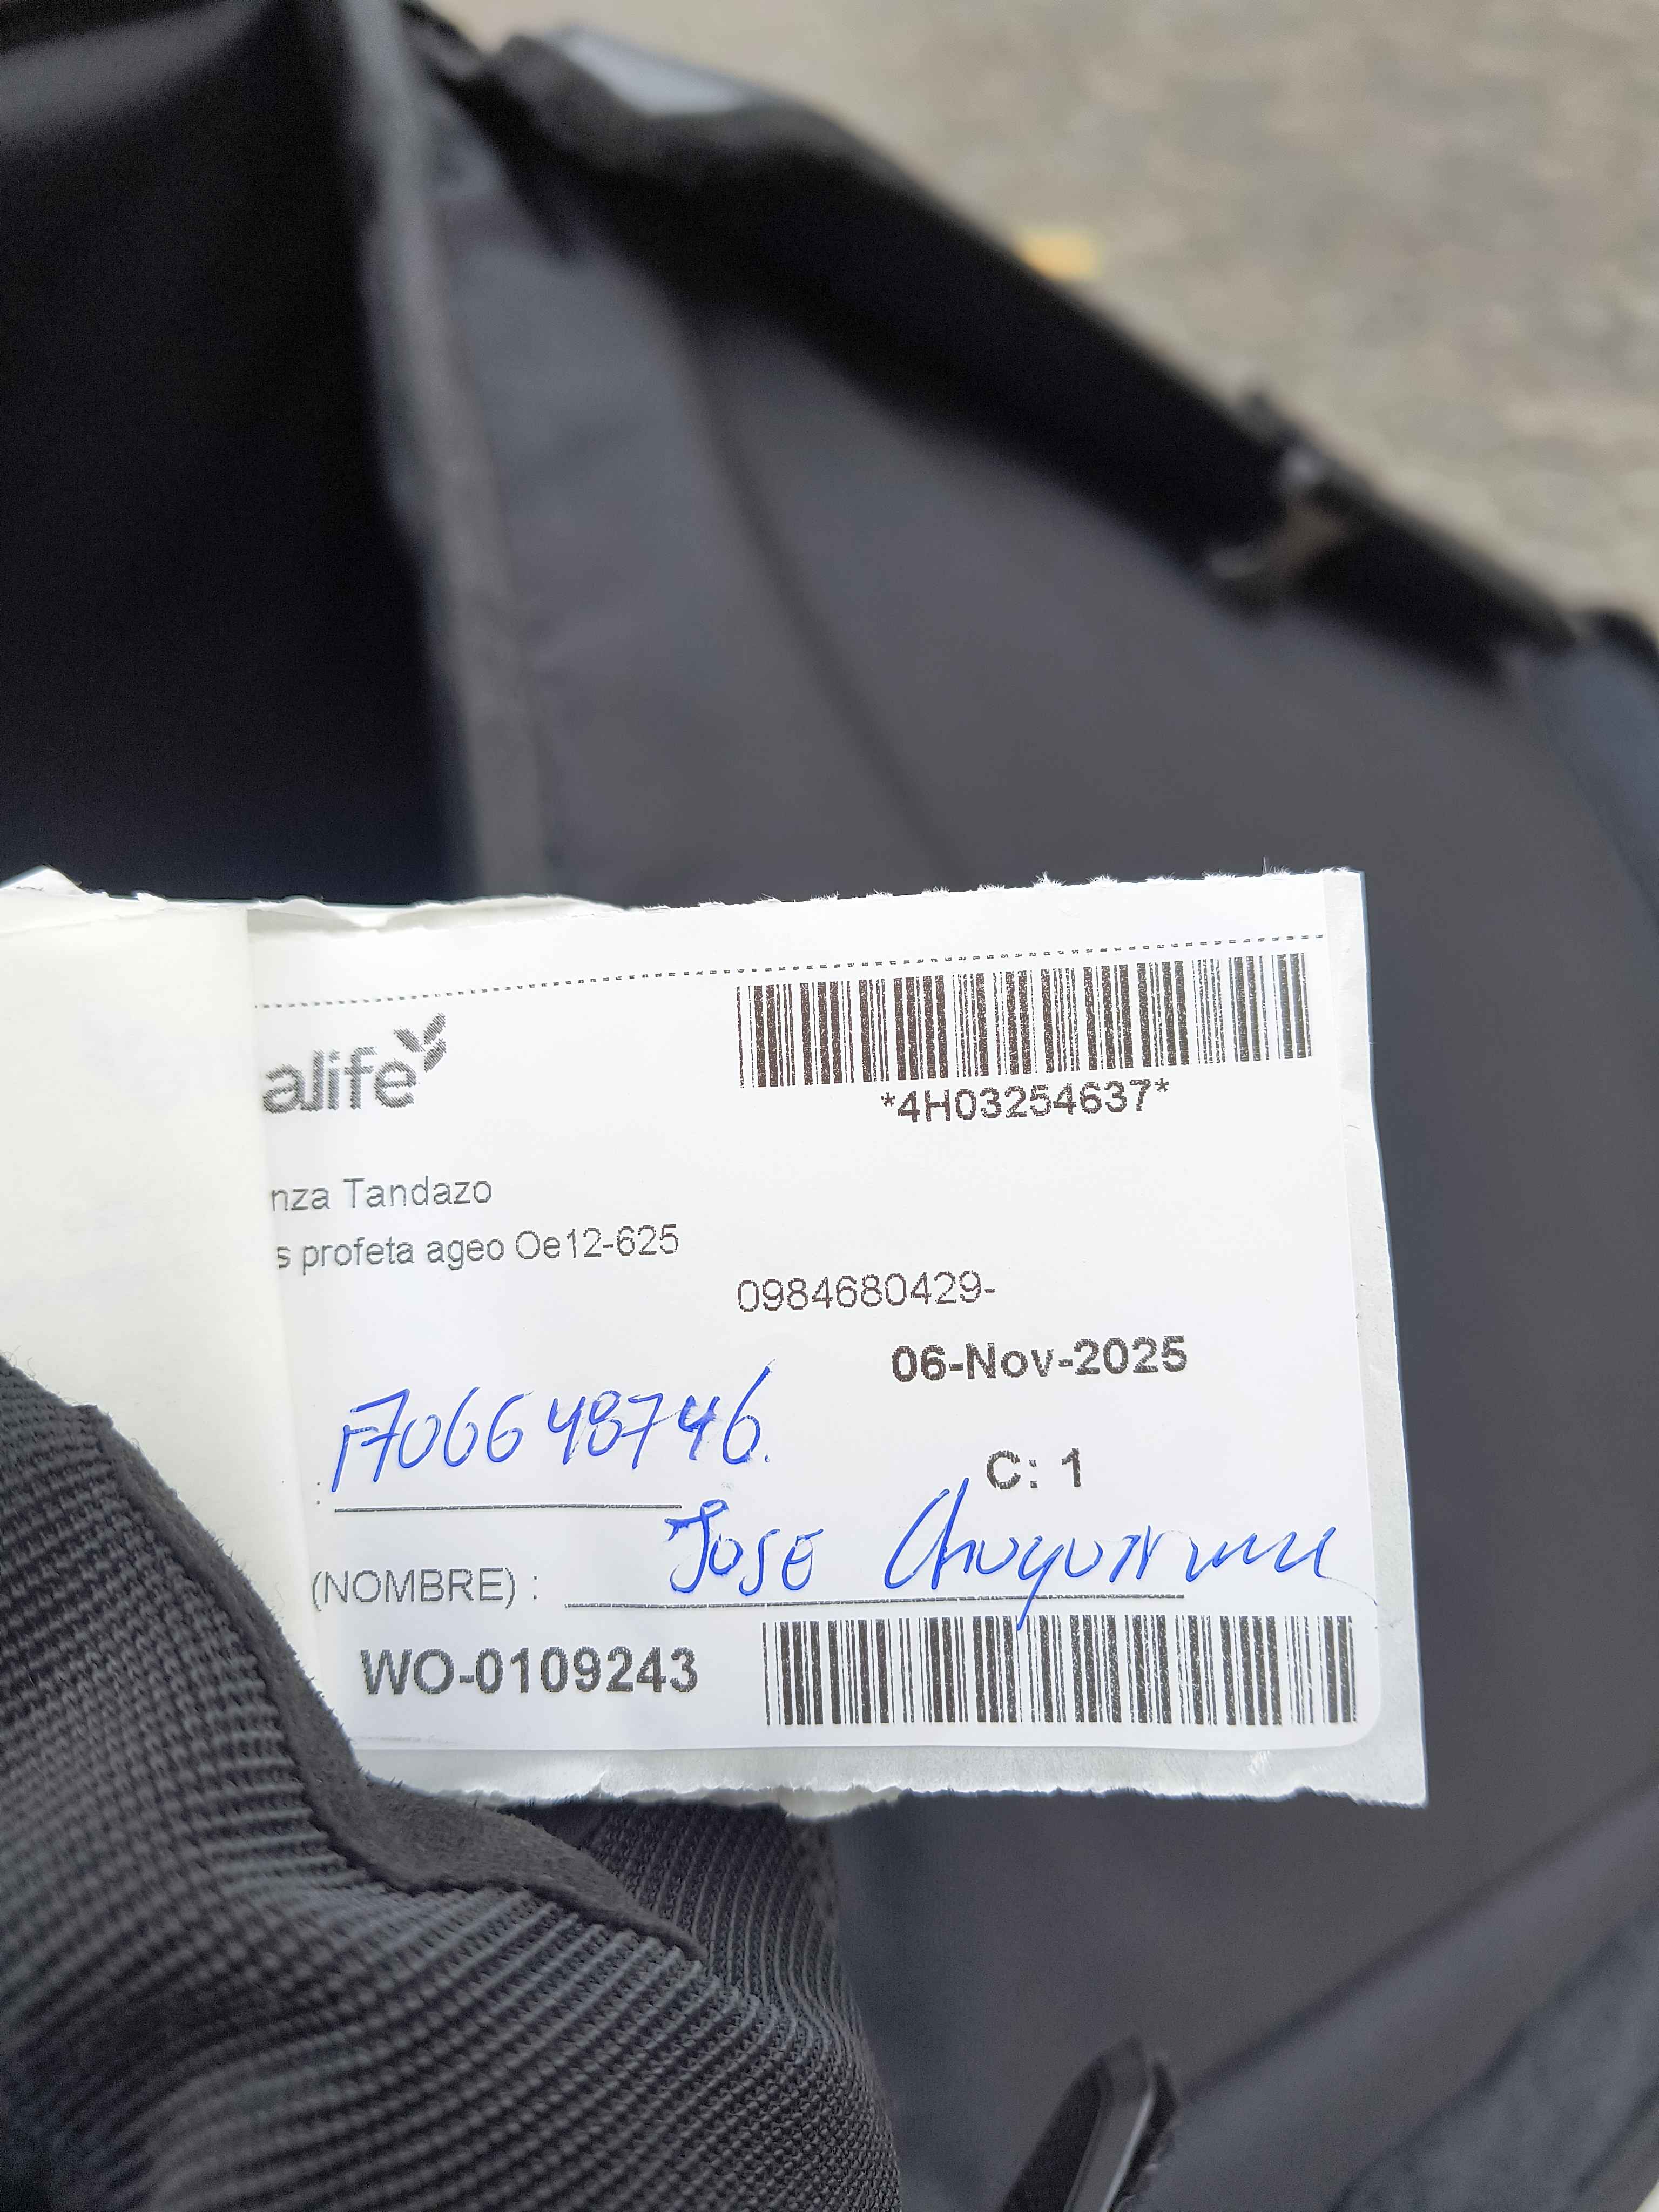 alife
*4H03254637*
nza Tandazo
s profeta ageo Oe12-625
0984680429-
06-Nov-2025
1706648746.
C: 1
:
(NOMBRE) : JOSE
WO-0109243